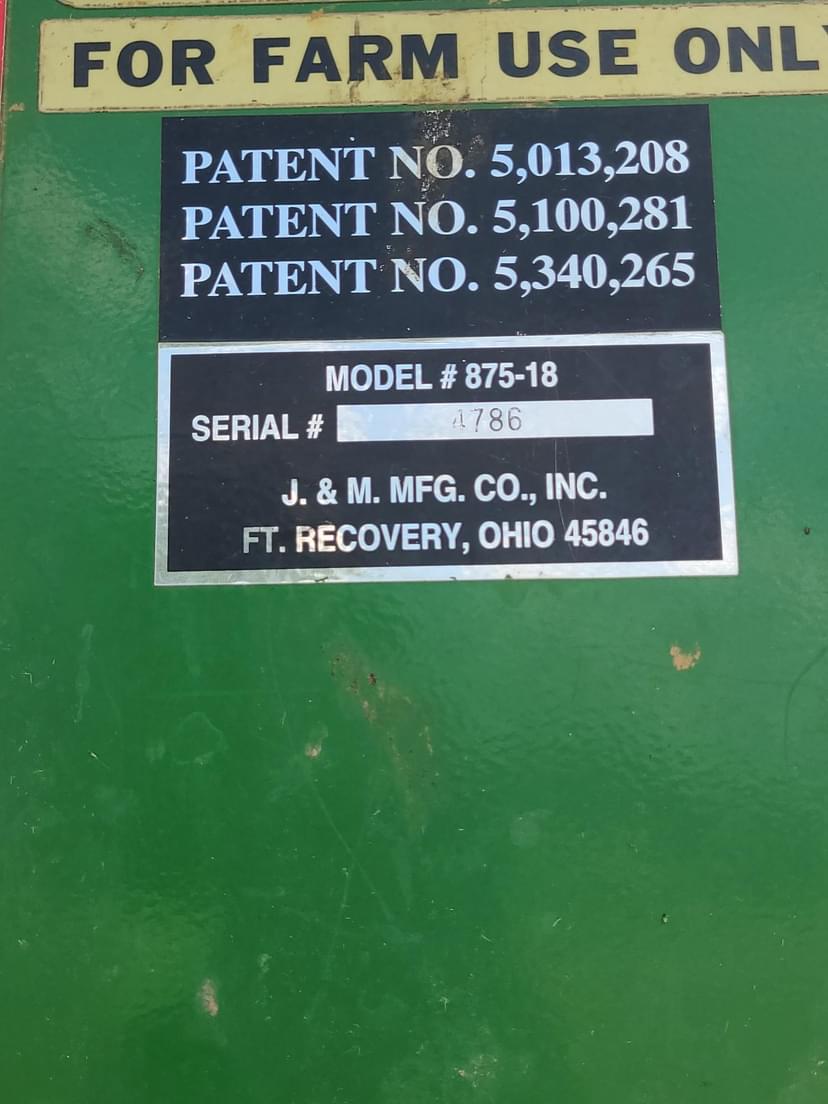 FOR FARM USE ONLY
PATENT NO. 5,013,208
PATENT NO. 5,100,281
PATENT NO. 5,340,265
MODEL # 875-18
SERIAL # 4786
J. & M. MFG. CO., INC.
FT. RECOVERY, OHIO 45846